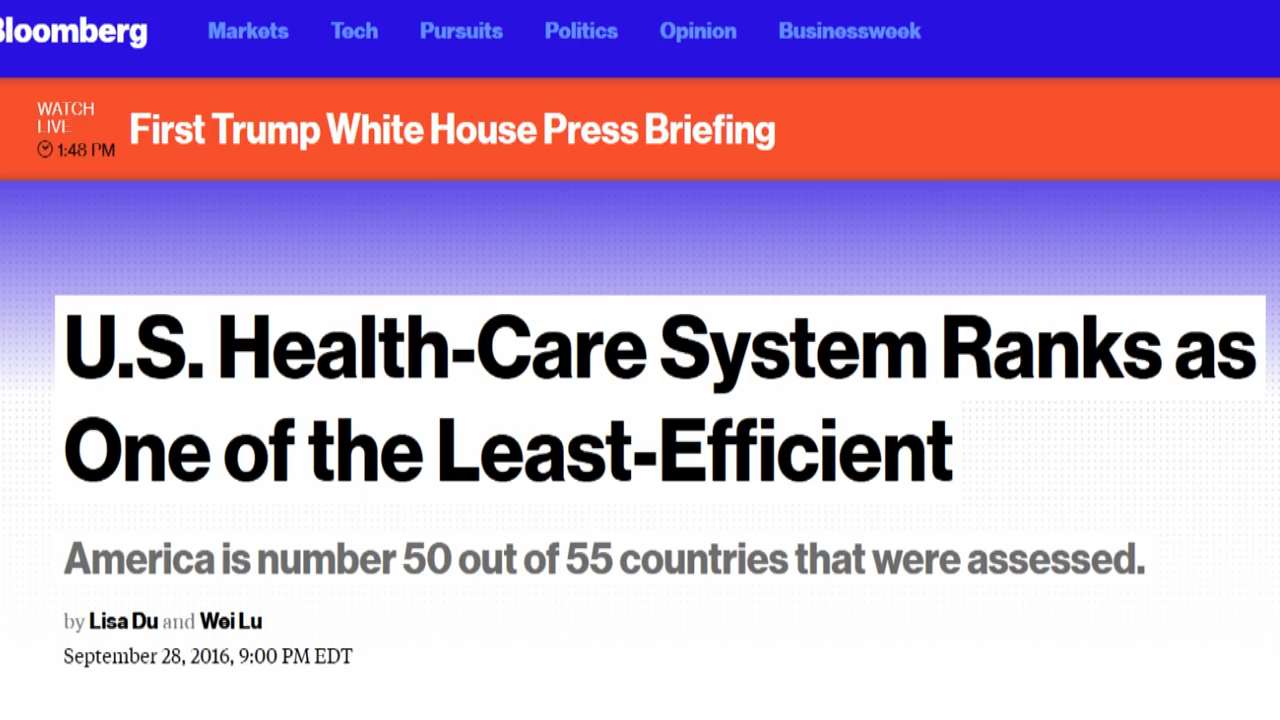 Bloomberg
Markets Tech Pursuits Politics Opinion Businessweek
WATCH
LIVE
1:48 PM
First Trump White House Press Briefing
U.S. Health-Care System Ranks as
One of the Least-Efficient
America is number 50 out of 55 countries that were assessed.
by Lisa Du and Wei Lu
September 28, 2016, 9:00 PM EDT